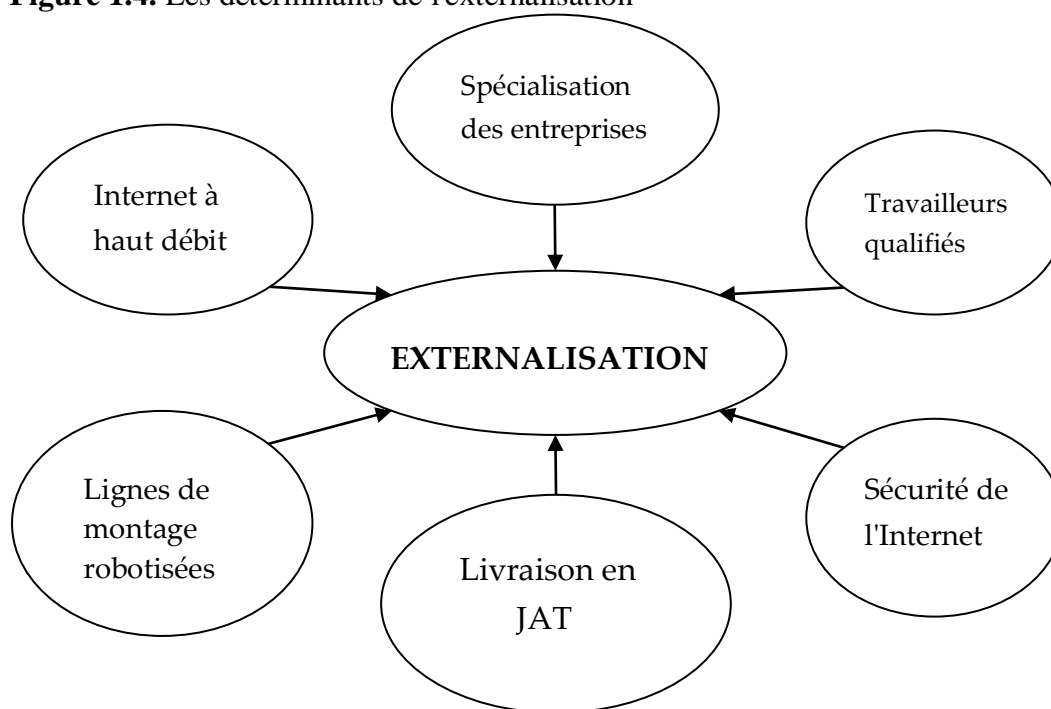 Figure 1.4. Les déterminants de l'externalisation
Spécialisation
des entreprises
Internet à
haut débit
Travailleurs
qualifiés
EXTERNALISATION
Lignes de
montage
robotisées
Livraison en
JAT
Sécurité de
l'Internet